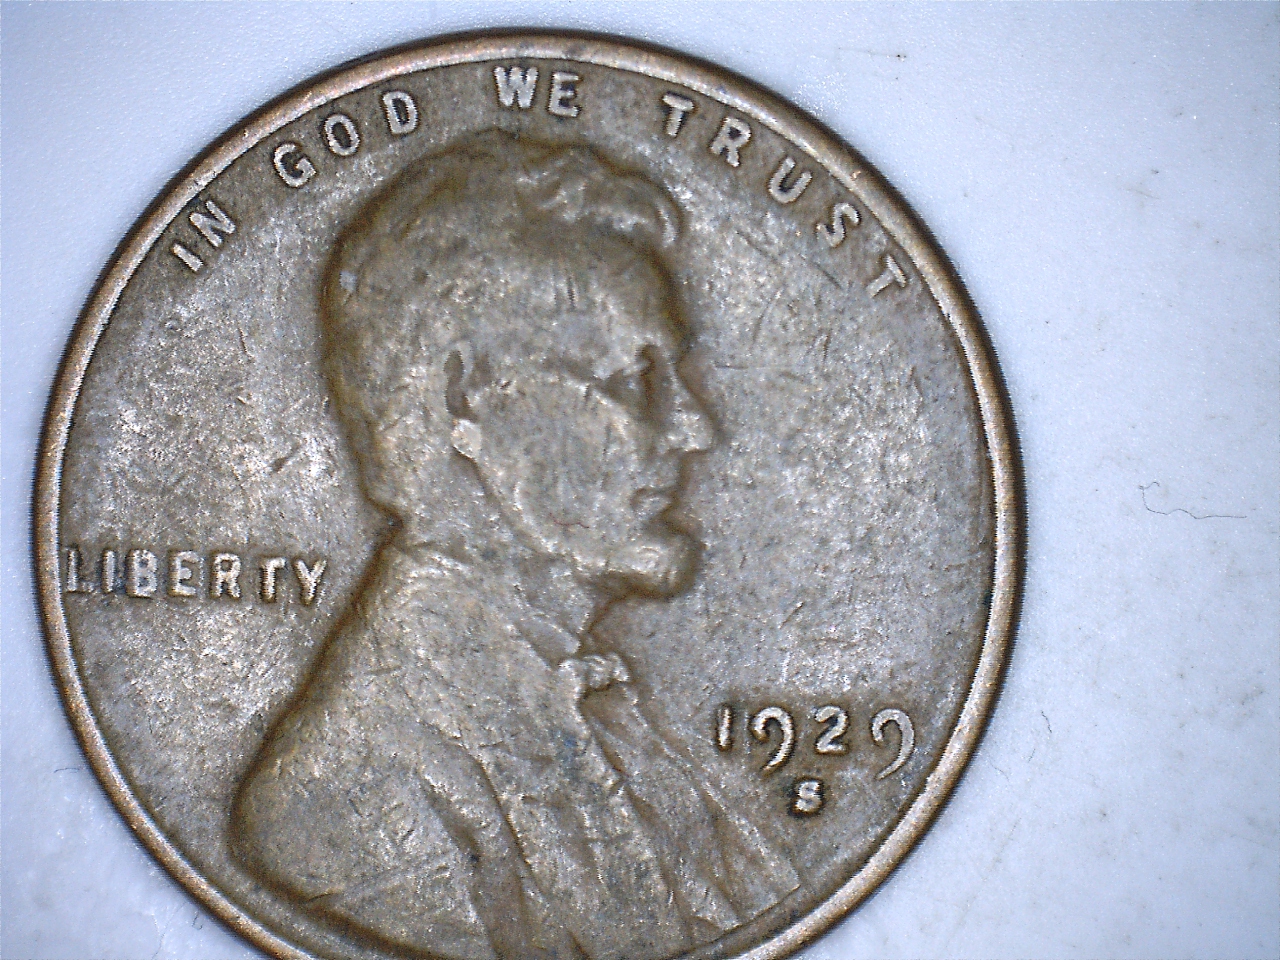 IN GOD WE TRUST
LIBERTY
1929
S